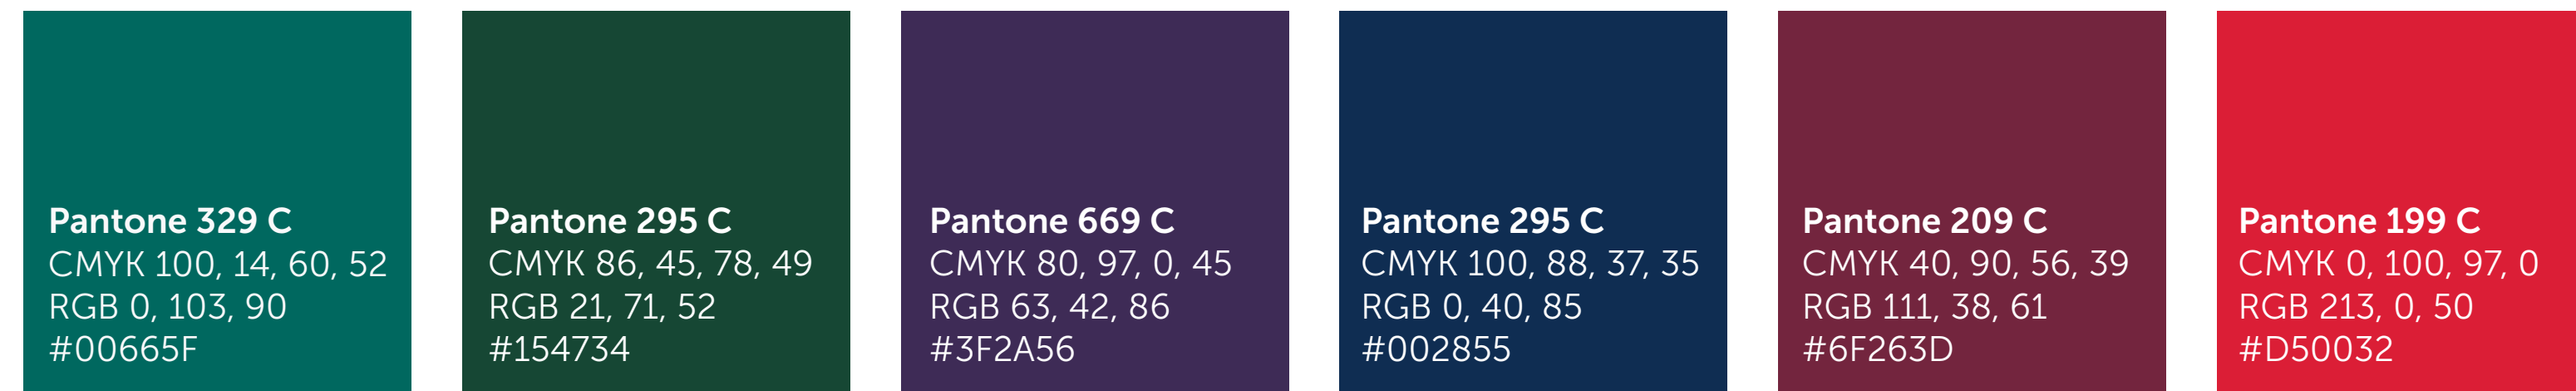 Pantone 329 C
CMYK 100, 14, 60, 52
RGB 0, 103, 90
#00665F
Pantone 295 C
CMYK 86, 45, 78, 49
RGB 21, 71, 52
#154734
Pantone 669 C
CMYK 80, 97, 0, 45
RGB 63, 42, 86
#3F2A56
Pantone 295 C
CMYK 100, 88, 37, 35
RGB 0, 40, 85
#002855
Pantone 209 C
CMYK 40, 90, 56, 39
RGB 111, 38, 61
#6F263D
Pantone 199 C
CMYK 0, 100, 97, 0
RGB 213, 0, 50
#D50032